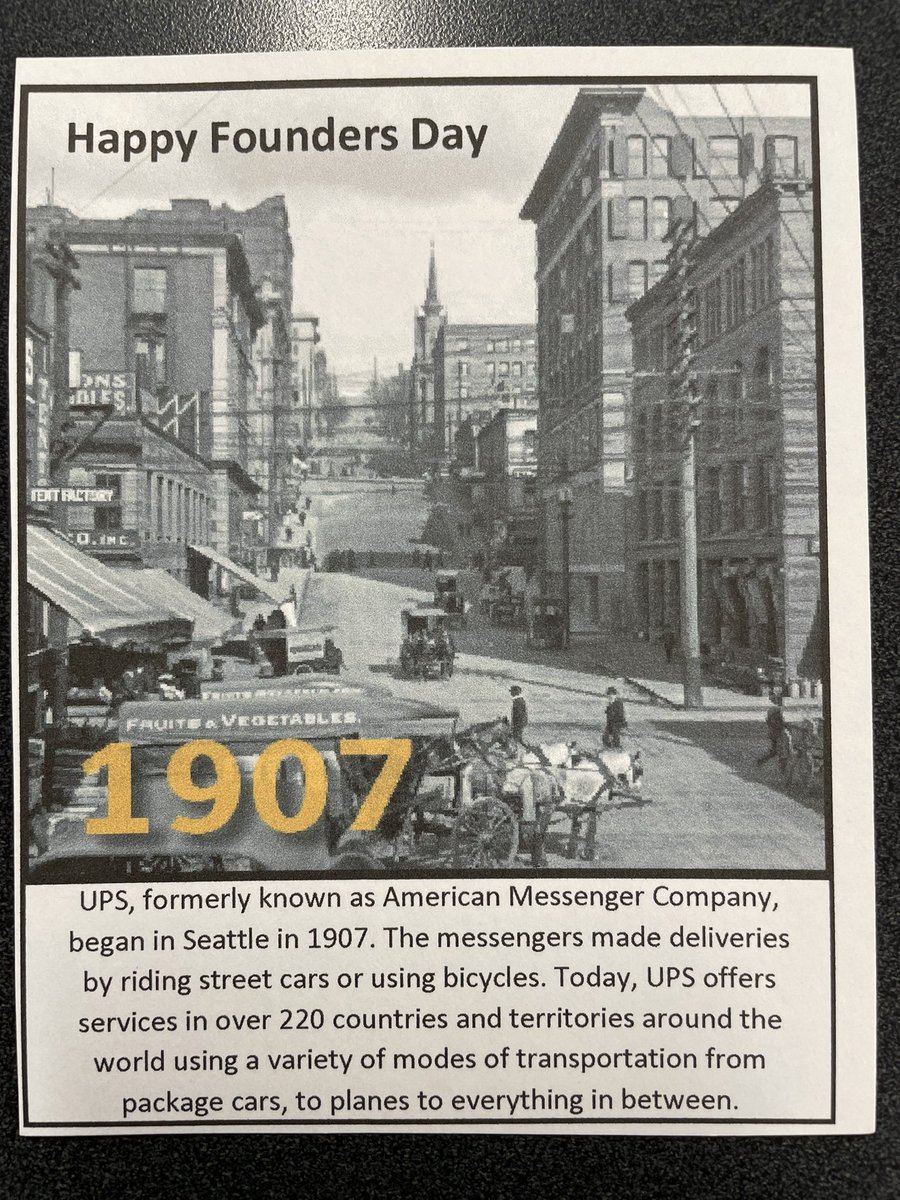 Happy Founders Day
ONS
TENT FACTORY
CO. INC.
FRUITS & VEGETABLES.
1907
UPS, formerly known as American Messenger Company,
began in Seattle in 1907. The messengers made deliveries
by riding street cars or using bicycles. Today, UPS offers
services in over 220 countries and territories around the
world using a variety of modes of transportation from
package cars, to planes to everything in between.